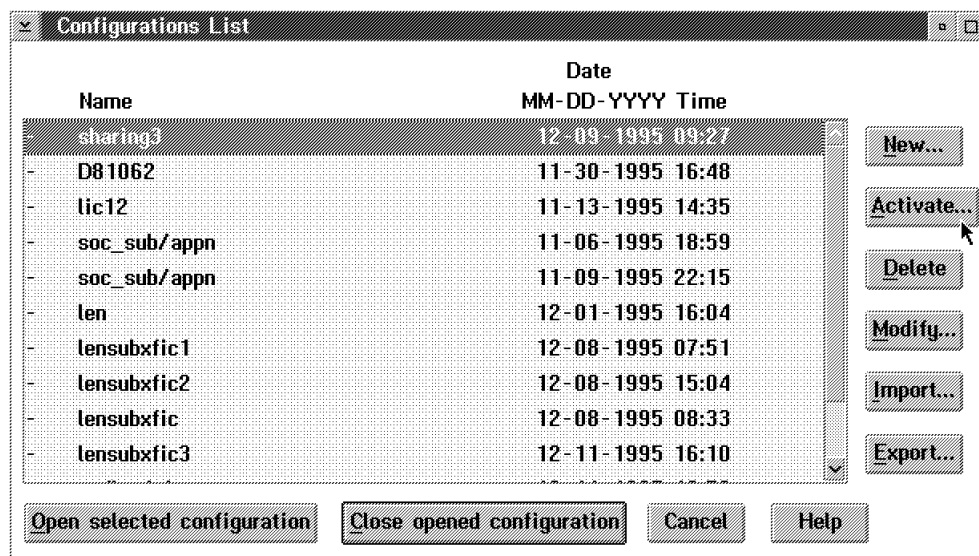 Configurations List
Date
Name MM-DD-YYYY Time
- sharing3 12-09-1995 09:27
- D81062 11-30-1995 16:48
- lic12 11-13-1995 14:35
- soc_sub/appn 11-06-1995 18:59
- soc_sub/appn 11-09-1995 22:15
- len 12-01-1995 16:04
- lensubxfic1 12-08-1995 07:51
- lensubxfic2 12-08-1995 15:04
- lensubxfic 12-08-1995 08:33
- lensubxfic3 12-11-1995 16:10
New...
Activate...
Delete
Modify...
Import...
Export...
Open selected configuration Close opened configuration Cancel Help